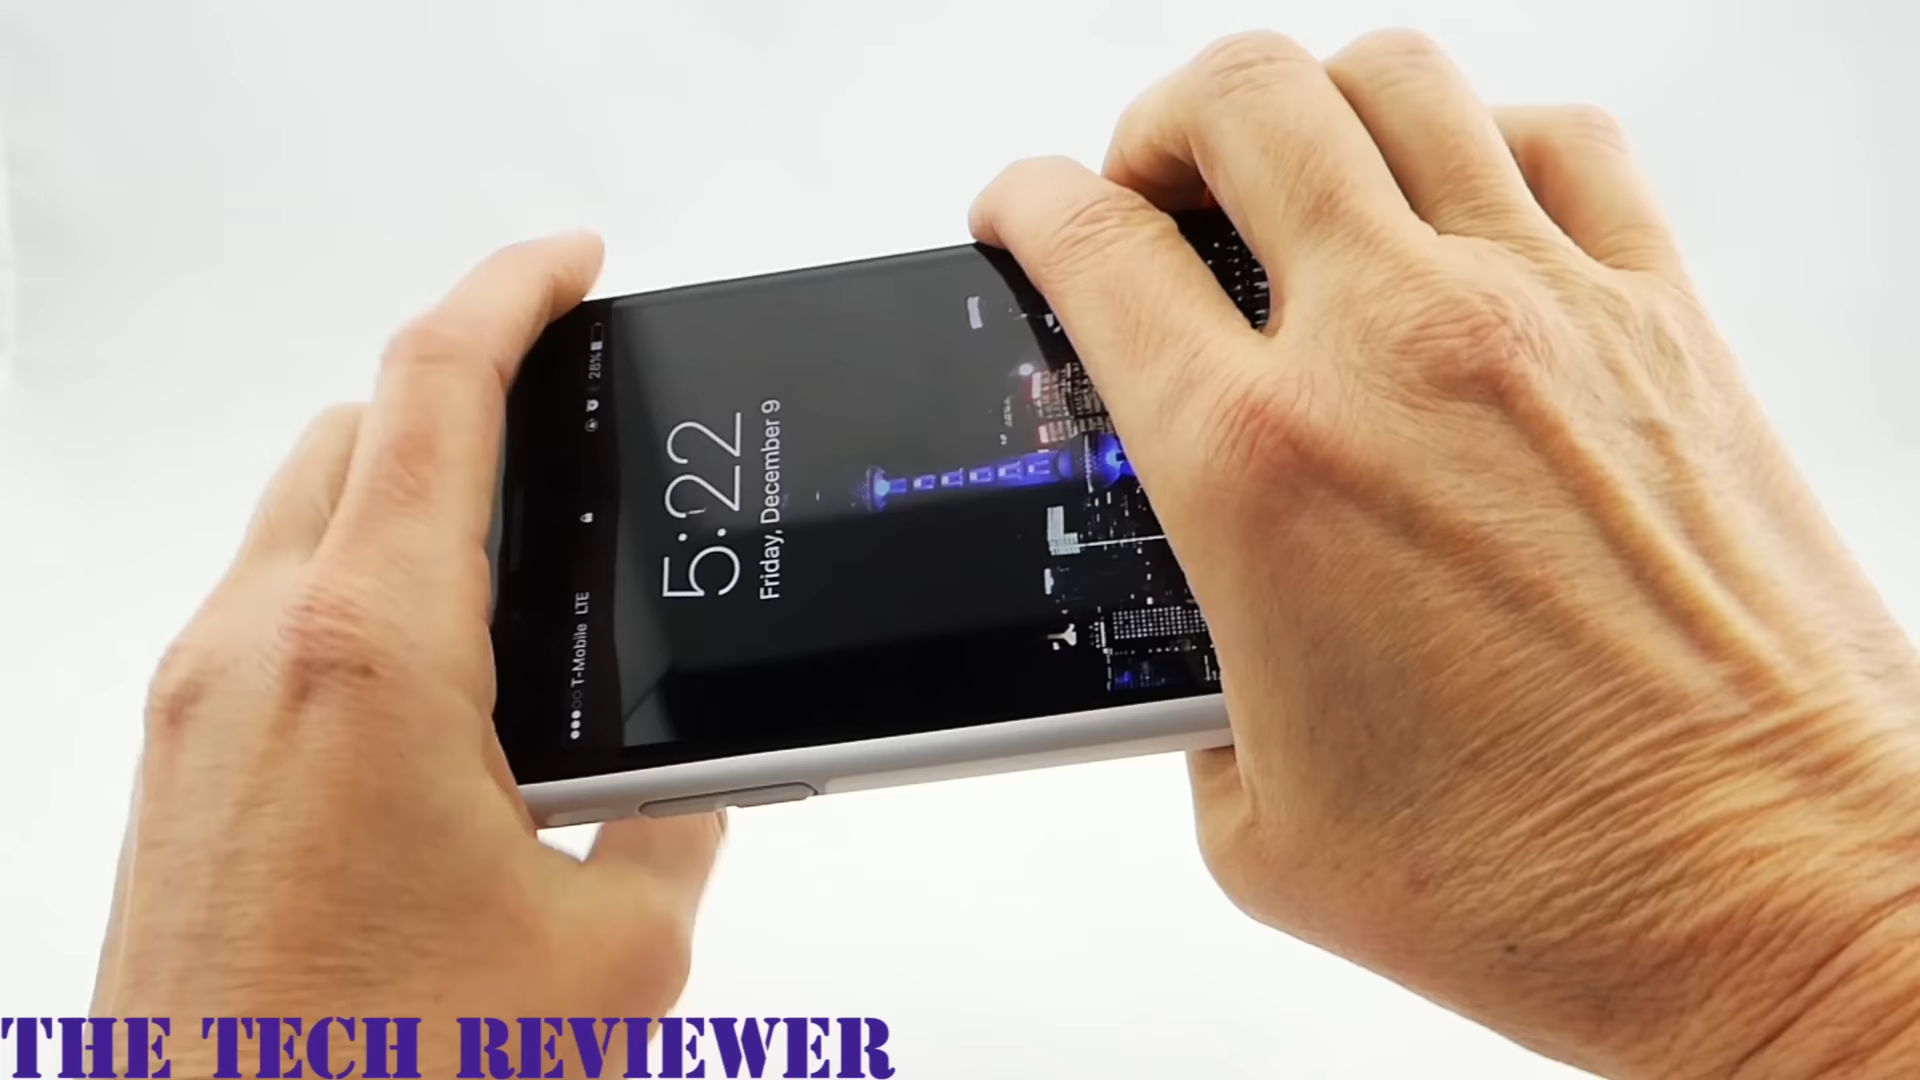 T-Mobile LTE
28%
5:22
Friday, December 9
THE TECH REVIEWER